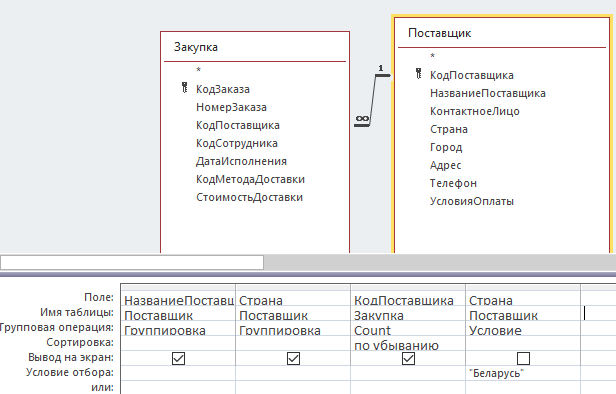 Закупка
*
КодЗаказа
НомерЗаказа
КодПоставщика
КодСотрудника
ДатаИсполнения
КодМетодаДоставки
СтоимостьДоставки
1
∞
Поставщик
*
КодПоставщика
НазваниеПоставщика
КонтактноеЛицо
Страна
Город
Адрес
Телефон
УсловияОплаты
Поле: НазваниеПоставщ Страна КодПоставщика Страна
Имя таблицы: Поставщик Поставщик Закупка Поставщик
Групповая операция: Группировка Группировка Count Условие
Сортировка: по убыванию
Вывод на экран:
Условие отбора: "Беларусь"
или: